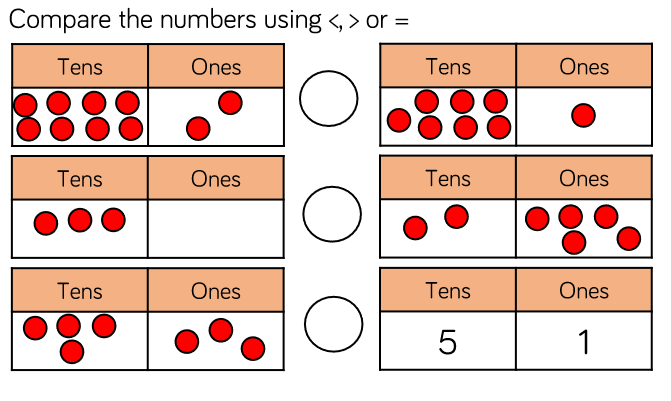 Compare the numbers using <, > or =
Tens Ones Tens Ones
Tens Ones Tens Ones
Tens Ones Tens Ones
5 1